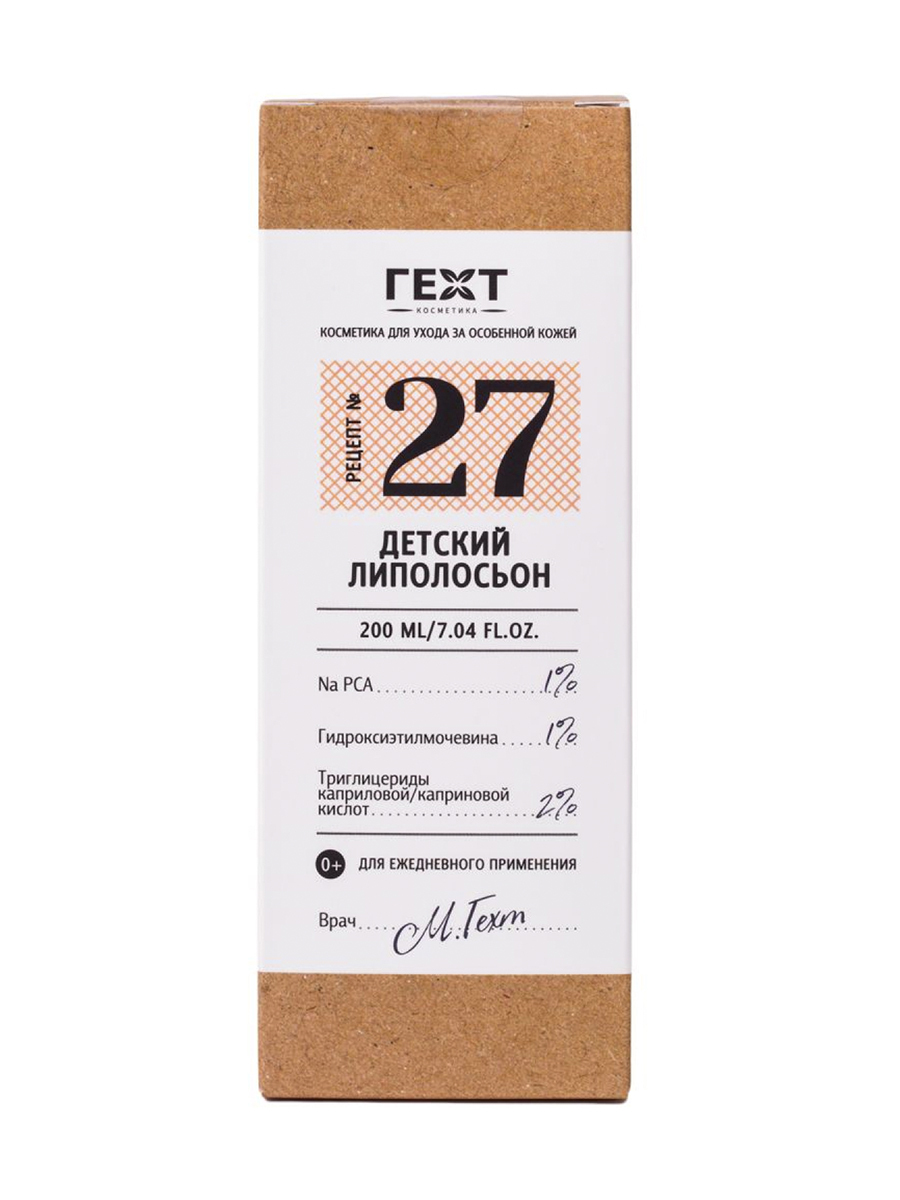 ГЕХТ
КОСМЕТИКА
КОСМЕТИКА ДЛЯ УХОДА ЗА ОСОБЕННОЙ КОЖЕЙ
РЕЦЕПТ №
27
ДЕТСКИЙ
ЛИПОЛОСЬОН
200 ML/7.04 FL.OZ.
Na PCA.......................... 1%
Гидроксиэтилмочевина..... 1%
Триглицериды
каприловой/каприновой
кислот.......................... 2%
0+ ДЛЯ ЕЖЕДНЕВНОГО ПРИМЕНЕНИЯ
Врач.......... М.Гехт